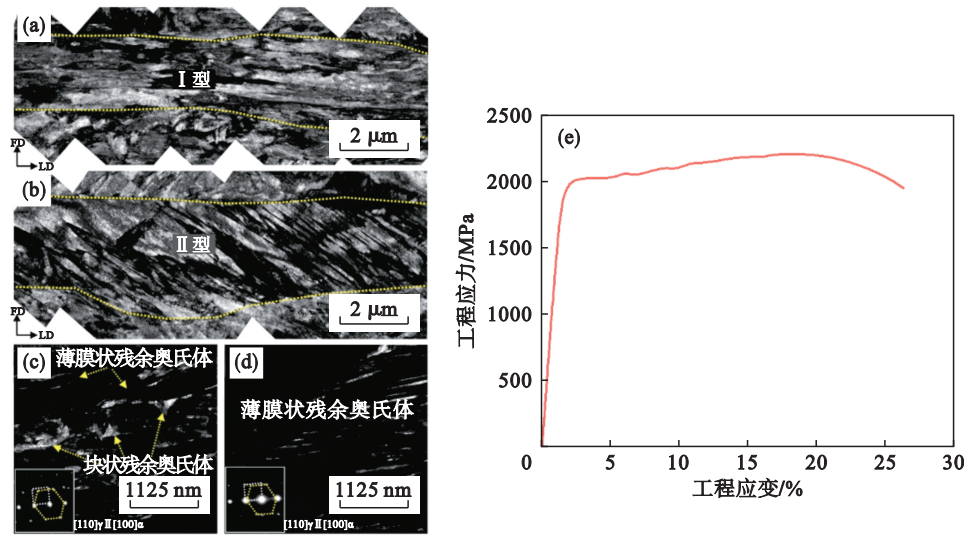 (a)
Ⅰ型
2 μm
FD
LD
(b)
Ⅱ型
2 μm
FD
LD
(c)
薄膜状残余奥氏体
块状残余奥氏体
1125 nm
[110]γⅡ[100]α
(d)
薄膜状残余奥氏体
1125 nm
[110]γⅡ[100]α
(e)
工程应力/MPa
2500
2000
1500
1000
500
0
5
10
15
20
25
30
工程应变/%